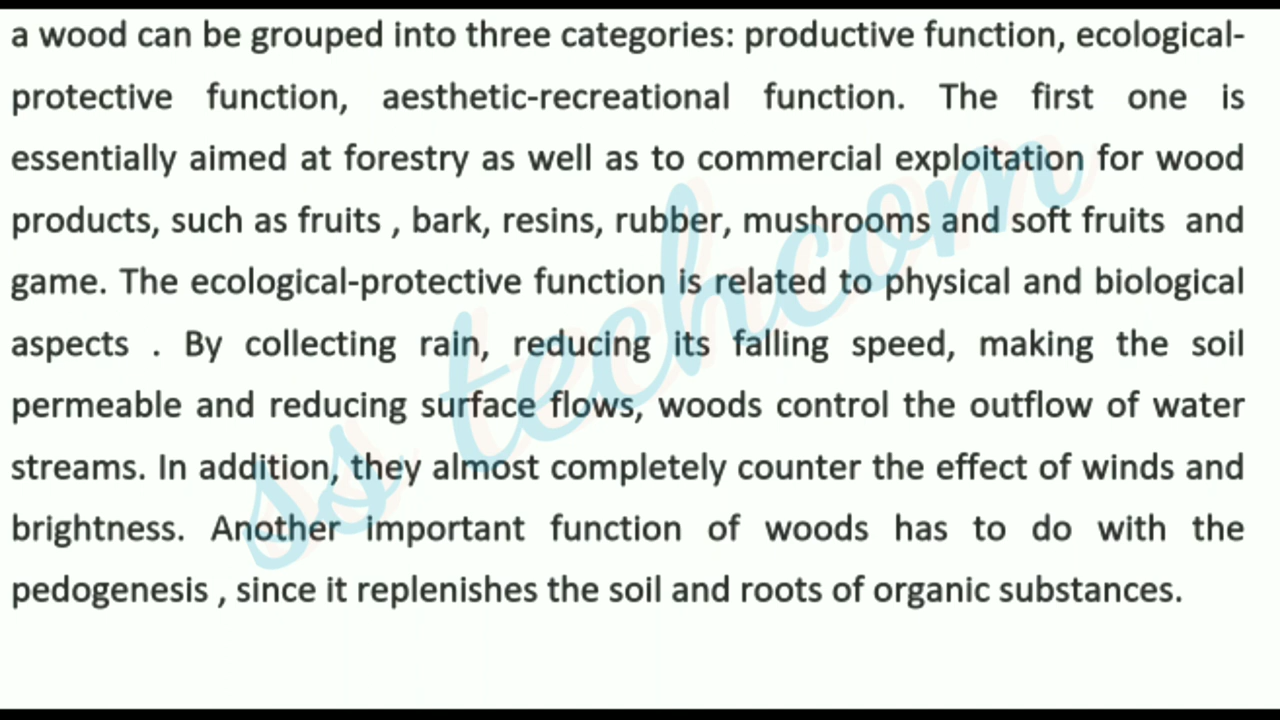 a wood can be grouped into three categories: productive function, ecological-
protective function, aesthetic-recreational function. The first one is
essentially aimed at forestry as well as to commercial exploitation for wood
products, such as fruits , bark, resins, rubber, mushrooms and soft fruits and
game. The ecological-protective function is related to physical and biological
aspects . By collecting rain, reducing its falling speed, making the soil
permeable and reducing surface flows, woods control the outflow of water
streams. In addition, they almost completely counter the effect of winds and
brightness. Another important function of woods has to do with the
pedogenesis , since it replenishes the soil and roots of organic substances.
ss techcom